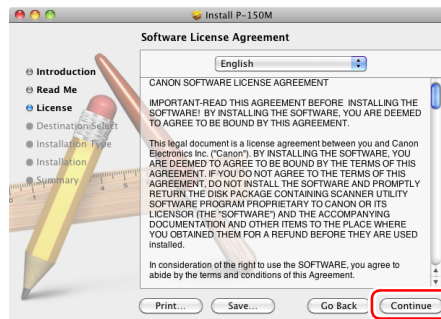 Install P-150M
Software License Agreement
English
Introduction
Read Me
License
Destination Select
Installation Type
Installation
Summary
CANON SOFTWARE LICENSE AGREEMENT
IMPORTANT-READ THIS AGREEMENT BEFORE INSTALLING THE
SOFTWARE! BY INSTALLING THE SOFTWARE, YOU ARE DEEMED
TO AGREE TO BE BOUND BY THIS AGREEMENT.
This legal document is a license agreement between you and Canon
Electronics Inc. ("Canon"). BY INSTALLING THE SOFTWARE, YOU
ARE DEEMED TO AGREE TO BE BOUND BY THE TERMS OF THIS
AGREEMENT. IF YOU DO NOT AGREE TO THE TERMS OF THIS
AGREEMENT, DO NOT INSTALL THE SOFTWARE AND PROMPTLY
RETURN THE DISK PACKAGE CONTAINING SCANNER UTILITY
SOFTWARE PROGRAM PROPRIETARY TO CANON OR ITS
LICENSOR (THE "SOFTWARE") AND THE ACCOMPANYING
DOCUMENTATION AND OTHER ITEMS TO THE PLACE WHERE
YOU OBTAINED THEM FOR A REFUND BEFORE THEY ARE USED
installed.
In consideration of the right to use the SOFTWARE, you agree to
abide by the terms and conditions of this Agreement.
Print... Save... Go Back Continue